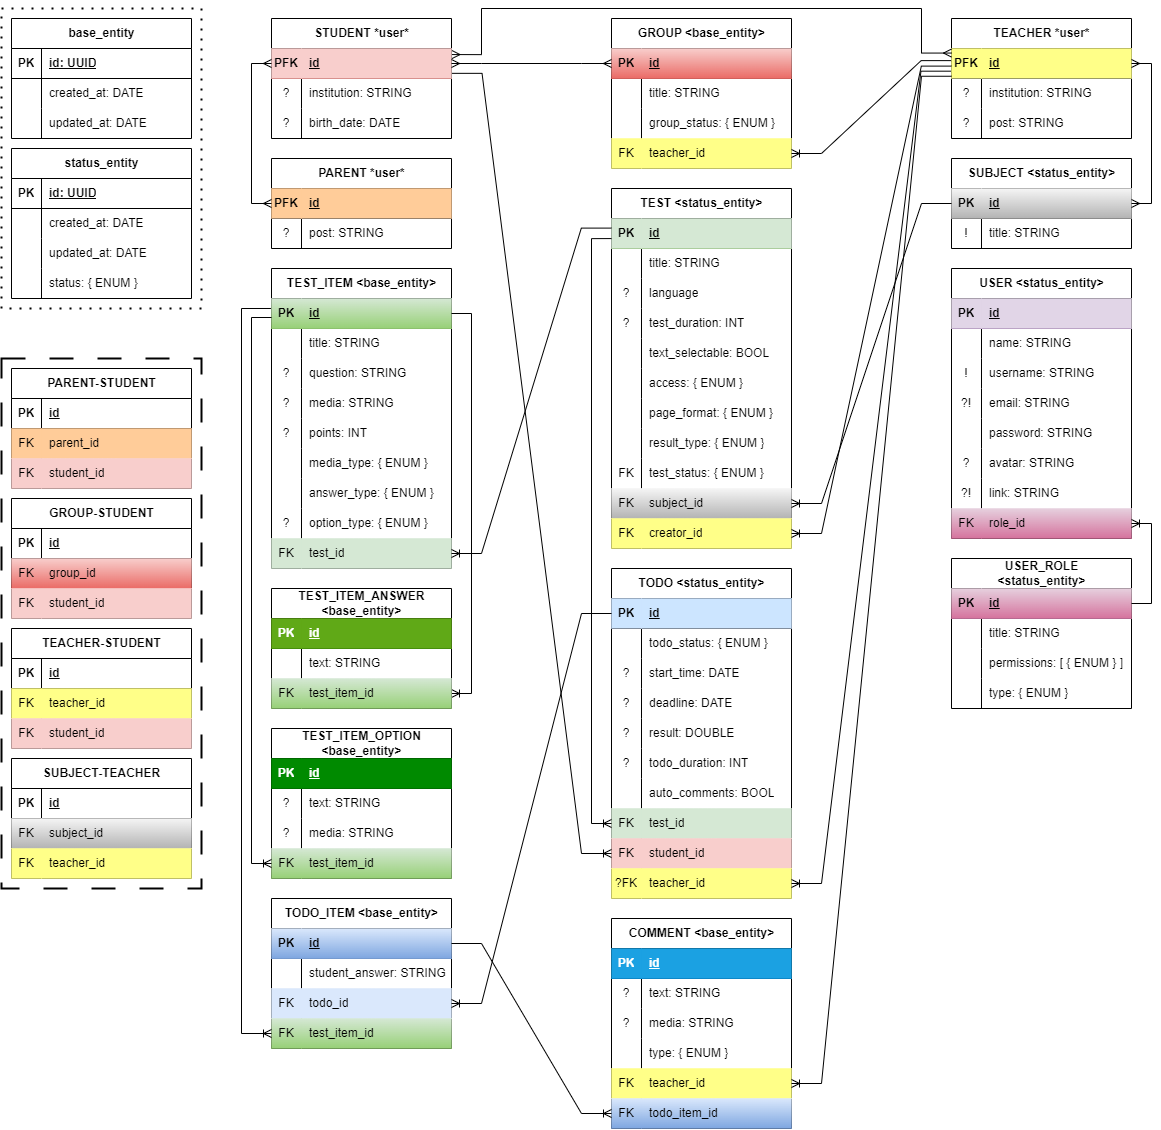 base_entity
PK id: UUID
created_at: DATE
updated_at: DATE
status_entity
PK id: UUID
created_at: DATE
updated_at: DATE
status: { ENUM }
PARENT-STUDENT
PK id
FK parent_id
FK student_id
GROUP-STUDENT
PK id
FK group_id
FK student_id
TEACHER-STUDENT
PK id
FK teacher_id
FK student_id
SUBJECT-TEACHER
PK id
FK subject_id
FK teacher_id
STUDENT *user*
PFK id
? institution: STRING
? birth_date: DATE
PARENT *user*
PFK id
? post: STRING
TEST_ITEM <base_entity>
PK id
title: STRING
? question: STRING
? media: STRING
? points: INT
media_type: { ENUM }
answer_type: { ENUM }
? option_type: { ENUM }
FK test_id
TEST_ITEM_ANSWER
<base_entity>
PK id
text: STRING
FK test_item_id
TEST_ITEM_OPTION
<base_entity>
PK id
? text: STRING
? media: STRING
FK test_item_id
TODO_ITEM <base_entity>
PK id
student_answer: STRING
FK todo_id
FK test_item_id
GROUP <base_entity>
PK id
title: STRING
group_status: { ENUM }
FK teacher_id
TEST <status_entity>
PK id
title: STRING
? language
? test_duration: INT
text_selectable: BOOL
access: { ENUM }
page_format: { ENUM }
result_type: { ENUM }
FK test_status: { ENUM }
FK subject_id
FK creator_id
TODO <status_entity>
PK id
todo_status: { ENUM }
? start_time: DATE
? deadline: DATE
? result: DOUBLE
? todo_duration: INT
auto_comments: BOOL
FK test_id
FK student_id
?FK teacher_id
COMMENT <base_entity>
PK id
? text: STRING
? media: STRING
type: { ENUM }
FK teacher_id
FK todo_item_id
TEACHER *user*
PFK id
? institution: STRING
? post: STRING
SUBJECT <status_entity>
PK id
! title: STRING
USER <status_entity>
PK id
name: STRING
! username: STRING
?! email: STRING
password: STRING
? avatar: STRING
?! link: STRING
FK role_id
USER_ROLE
<status_entity>
PK id
title: STRING
permissions: [ { ENUM } ]
type: { ENUM }